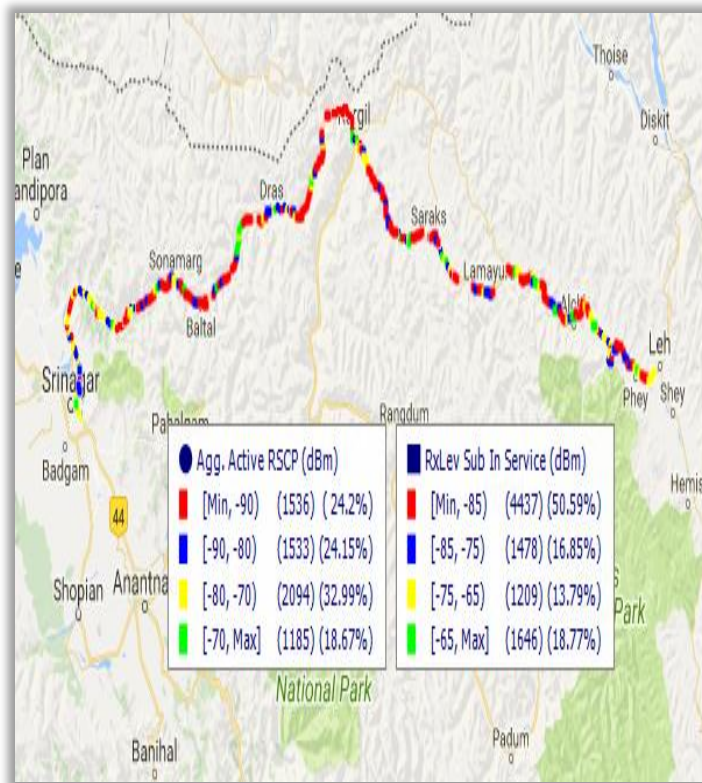 Thoise
Diskit
Kargil
Plan
andipora
Dras
Saraks
Sonamarg
Lamayu
Baltal
Alch
Leh
Srinagar
Phey
Shey
Rangdum
Pahalnam
Badgam
Hemis
44
Shopian
Anantna
Agg. Active RSCP (dBm)
[Min, -90) (1536) ( 24.2%)
[-90, -80) (1533) (24.15%)
[-80, -70) (2094) (32.99%)
[-70, Max] (1185) (18.67%)
RxLev Sub In Service (dBm)
[Min, -85) (4437) (50.59%)
[-85, -75) (1478) (16.85%)
[-75, -65) (1209) (13.79%)
[-65, Max] (1646) (18.77%)
s
Park
National Park
Banihal
Padum